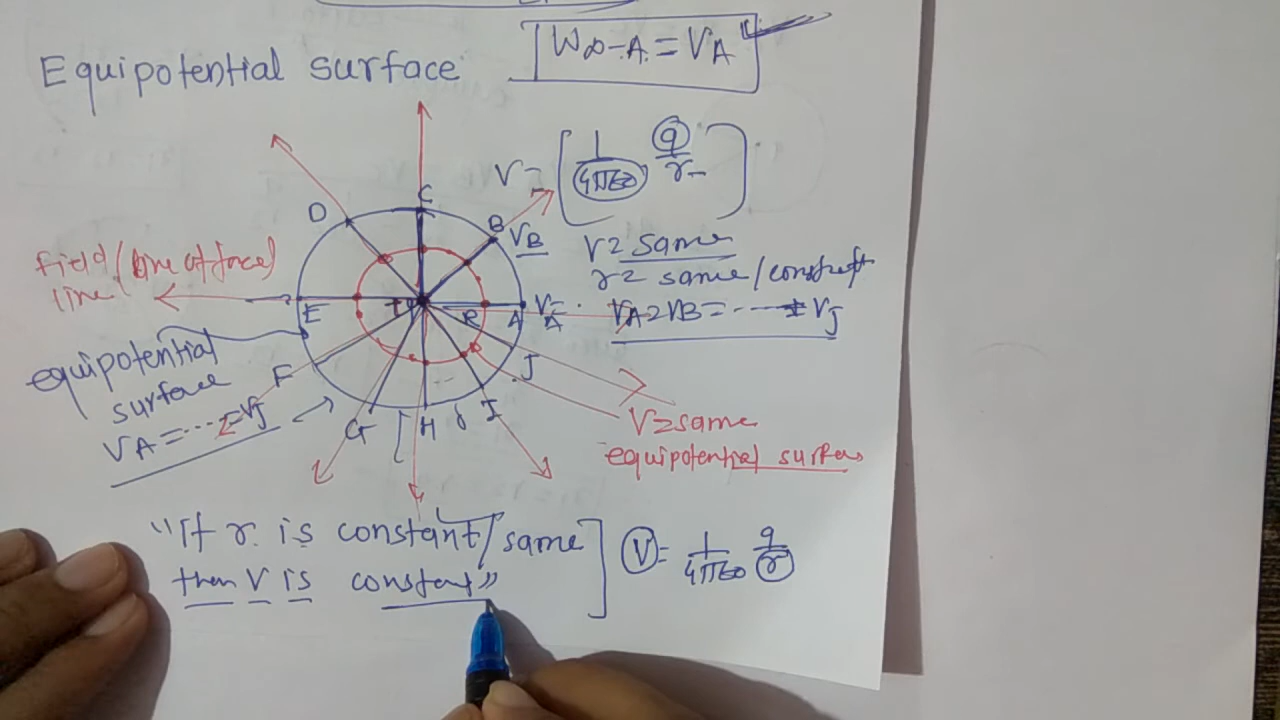 W∞-A = VA
Equipotential surface
V = [1/4πε0 q/r]
C
D
B
VB
V = same
r = same/constant
VA = VB = ---- = VJ
field/(line of force)
line
E
+q
R
A
VA
equipotential
surface
VA = --- = VJ
F
G
H
I
J
V = same
equipotential surface
"If r. is constant/same
then V is constant"
V = 1/4πε0 q/r